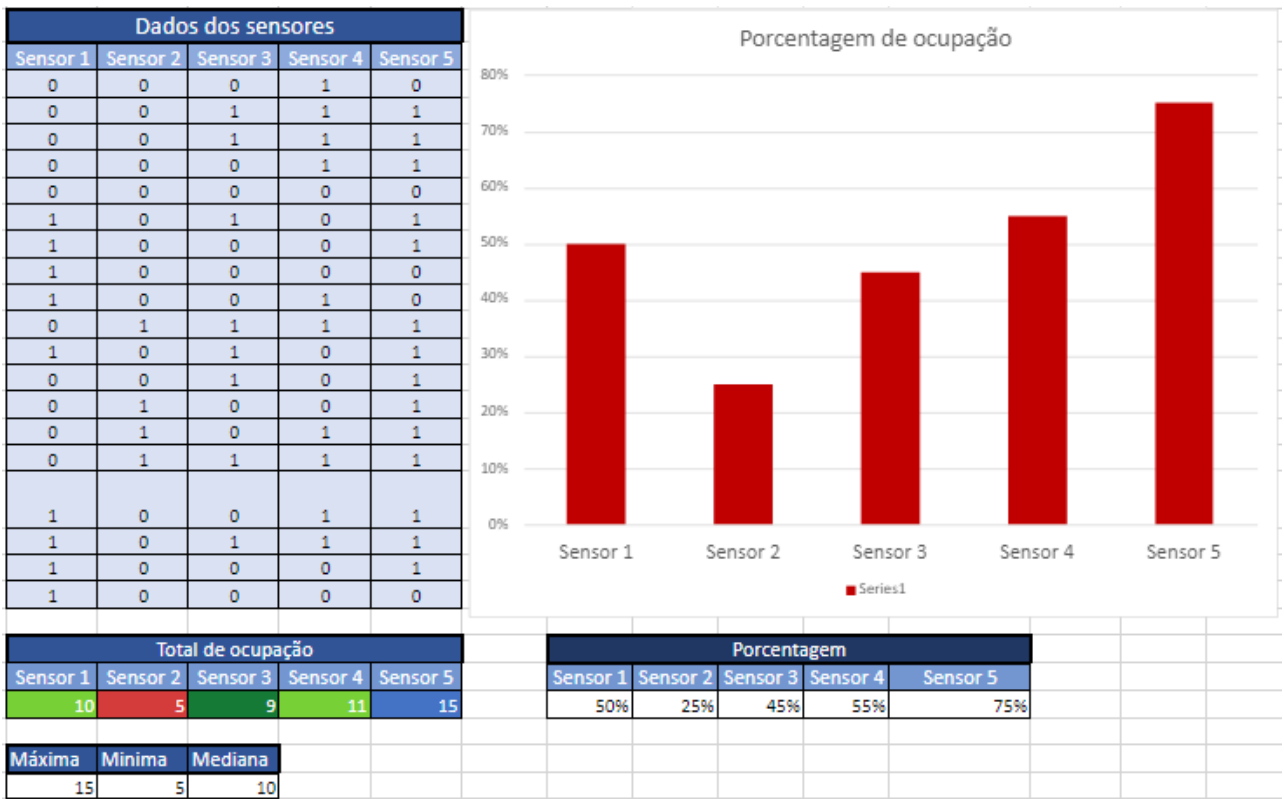 Dados dos sensores
Sensor 1 Sensor 2 Sensor 3 Sensor 4 Sensor 5
0 0 0 1 0
0 0 1 1 1
0 0 1 1 1
0 0 0 1 1
0 0 0 0 0
1 0 1 0 1
1 0 0 0 1
1 0 0 0 0
1 0 0 1 0
0 1 1 1 1
1 0 1 0 1
0 0 1 0 1
0 1 0 0 1
0 1 0 1 1
0 1 1 1 1
1 0 0 1 1
1 0 1 1 1
1 0 0 0 1
1 0 0 0 0
Porcentagem de ocupação
80%
70%
60%
50%
40%
30%
20%
10%
0%
Sensor 1 Sensor 2 Sensor 3 Sensor 4 Sensor 5
Series1
Total de ocupação
Sensor 1 Sensor 2 Sensor 3 Sensor 4 Sensor 5
10 5 9 11 15
Porcentagem
Sensor 1 Sensor 2 Sensor 3 Sensor 4 Sensor 5
50% 25% 45% 55% 75%
Máxima Minima Mediana
15 5 10